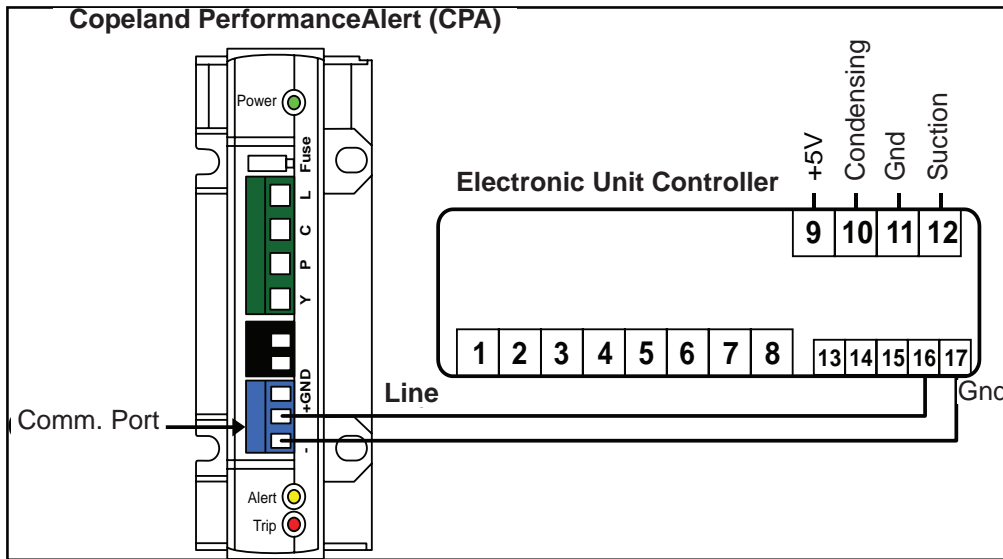 Copeland PerformanceAlert (CPA)
Power
Fuse
L
C
P
Y
+GND
-
Comm. Port
Alert
Trip
Electronic Unit Controller
+5V
Condensing
Gnd
Suction
9 10 11 12
1 2 3 4 5 6 7 8
13 14 15 16 17
Line
Gnd